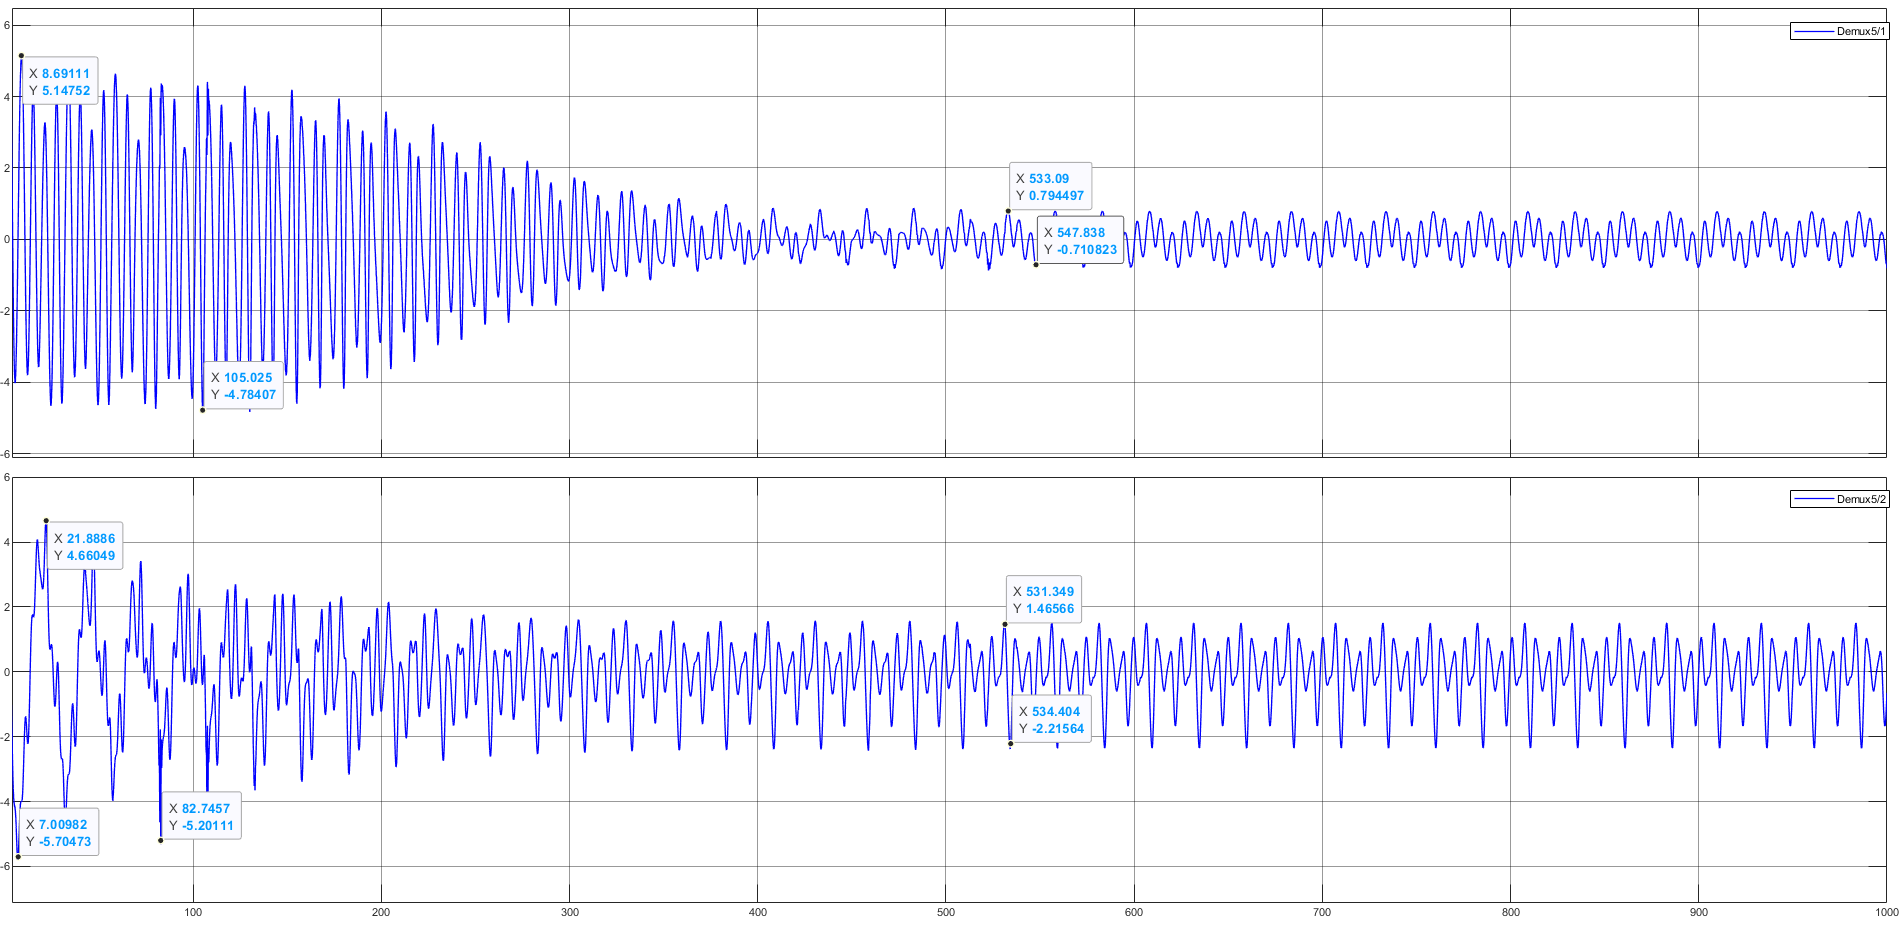 6
Demux5/1
X 8.69111
Y 5.14752
4
2
X 533.09
Y 0.794497
0
X 547.838
Y -0.710823
-2
X 105.025
Y -4.78407
-4
-6
6
Demux5/2
X 21.8886
Y 4.66049
4
X 531.349
Y 1.46566
2
0
X 534.404
Y -2.21564
-2
X 82.7457
Y -5.20111
-4
X 7.00982
Y -5.70473
-6
100 200 300 400 500 600 700 800 900 1000